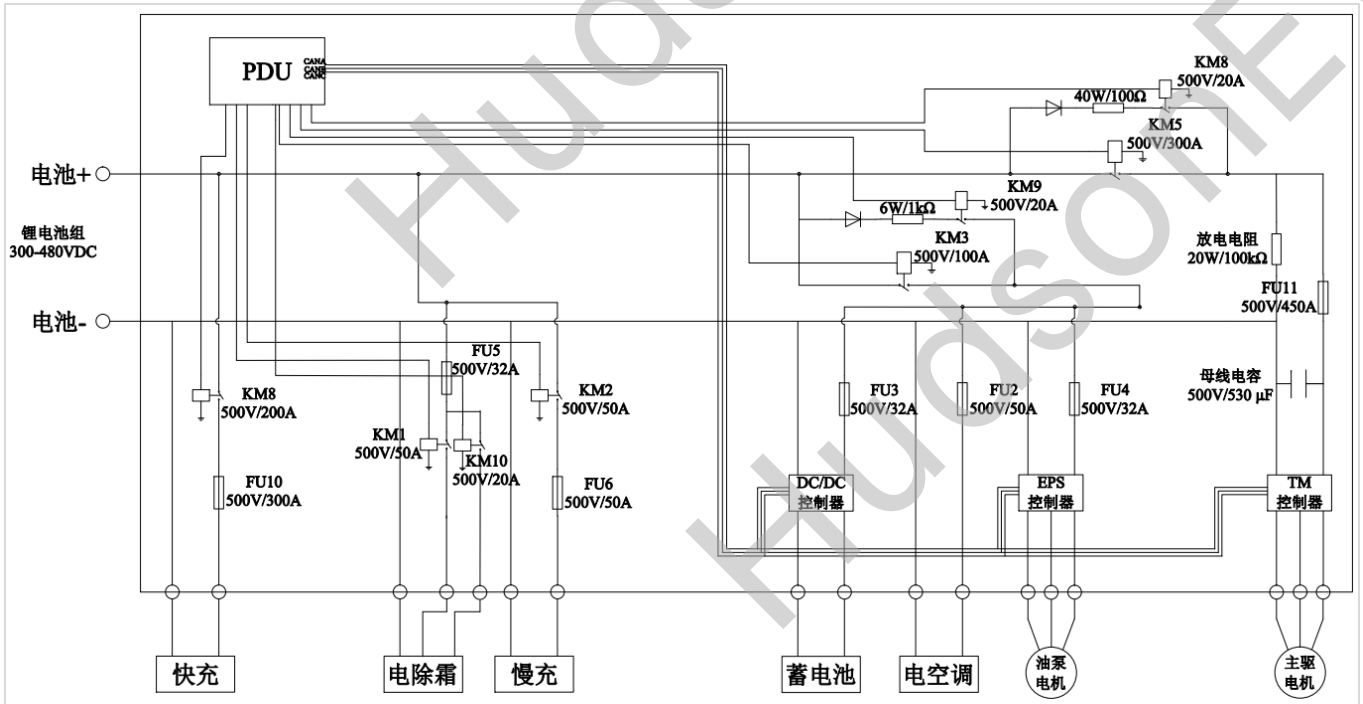 PDU
CANA
CANB
CANC
KM8
500V/20A
40W/100Ω
KM5
500V/300A
电池+
KM9
500V/20A
6W/1kΩ
KM3
500V/100A
锂电池组
300-480VDC
放电电阻
20W/100kΩ
FU11
500V/450A
电池-
FU5
500V/32A
KM8
500V/200A
KM2
500V/50A
FU3
500V/32A
FU2
500V/50A
FU4
500V/32A
母线电容
500V/530 μF
KM1
500V/50A
KM10
500V/20A
FU10
500V/300A
FU6
500V/50A
DC/DC
控制器
EPS
控制器
TM
控制器
快充
电除霜
慢充
蓄电池
电空调
油泵
电机
主驱
电机
HudsonE